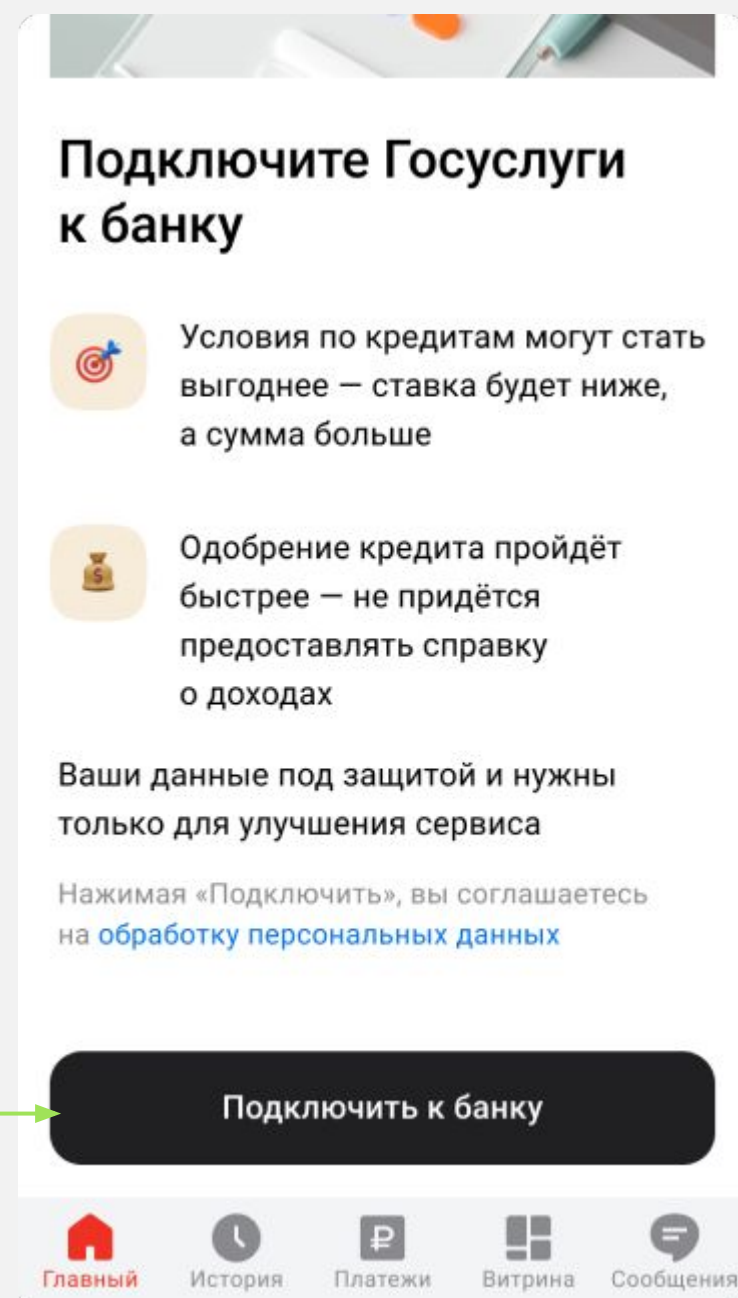 Подключите Госуслуги
к банку
Условия по кредитам могут стать
выгоднее — ставка будет ниже,
а сумма больше
Одобрение кредита пройдёт
быстрее — не придётся
предоставлять справку
о доходах
Ваши данные под защитой и нужны
только для улучшения сервиса
Нажимая «Подключить», вы соглашаетесь
на обработку персональных данных
Подключить к банку
Главный История Платежи Витрина Сообщения